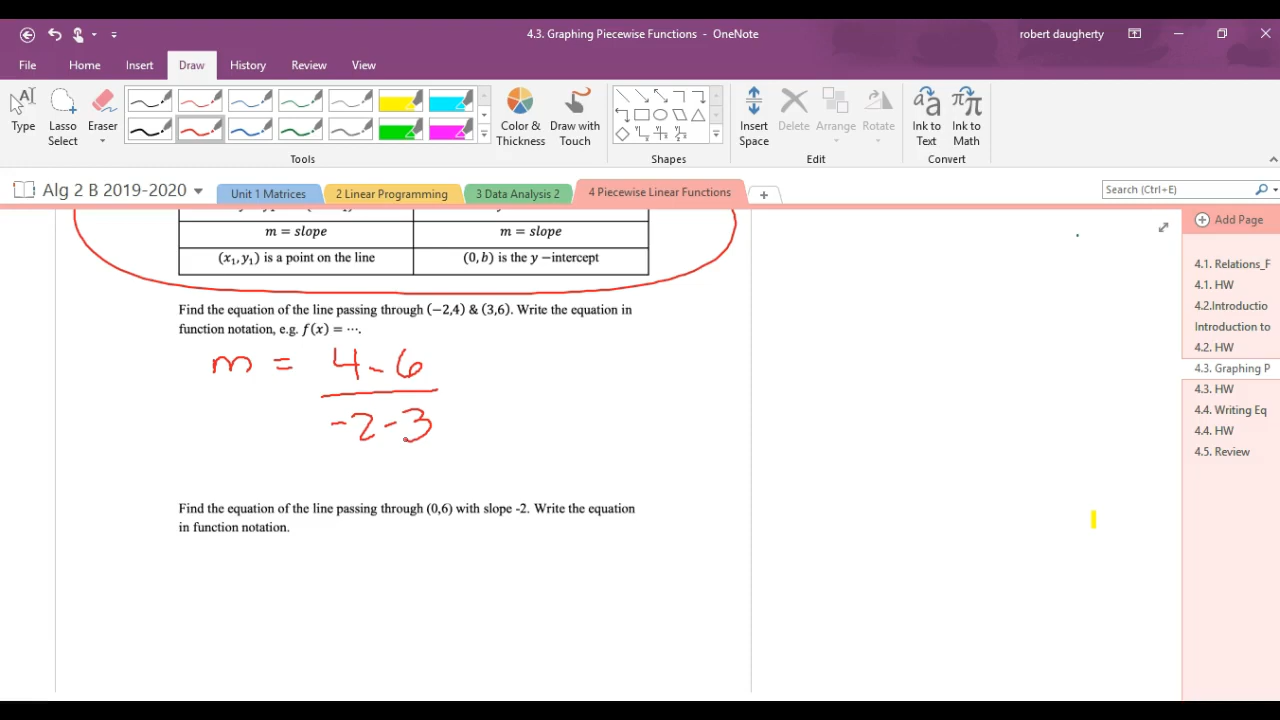 4.3. Graphing Piecewise Functions - OneNote
robert daugherty
File Home Insert Draw History Review View
Type
Lasso Select
Eraser
Color & Thickness
Draw with Touch
Insert Space
Delete
Arrange
Rotate
Ink to Text
Ink to Math
Tools
Shapes
Edit
Convert
Alg 2 B 2019-2020
Unit 1 Matrices
2 Linear Programming
3 Data Analysis 2
4 Piecewise Linear Functions
Search (Ctrl+E)
Add Page
4.1. Relations_F
4.1. HW
4.2.Introductio
Introduction to
4.2. HW
4.3. Graphing P
4.3. HW
4.4. Writing Eq
4.4. HW
4.5. Review
m = slope m = slope
(x₁, y₁) is a point on the line (0, b) is the y −intercept
Find the equation of the line passing through (−2,4) & (3,6). Write the equation in
function notation, e.g. f(x) = ⋯.
m = 4 - 6
-2 - 3
Find the equation of the line passing through (0,6) with slope -2. Write the equation
in function notation.